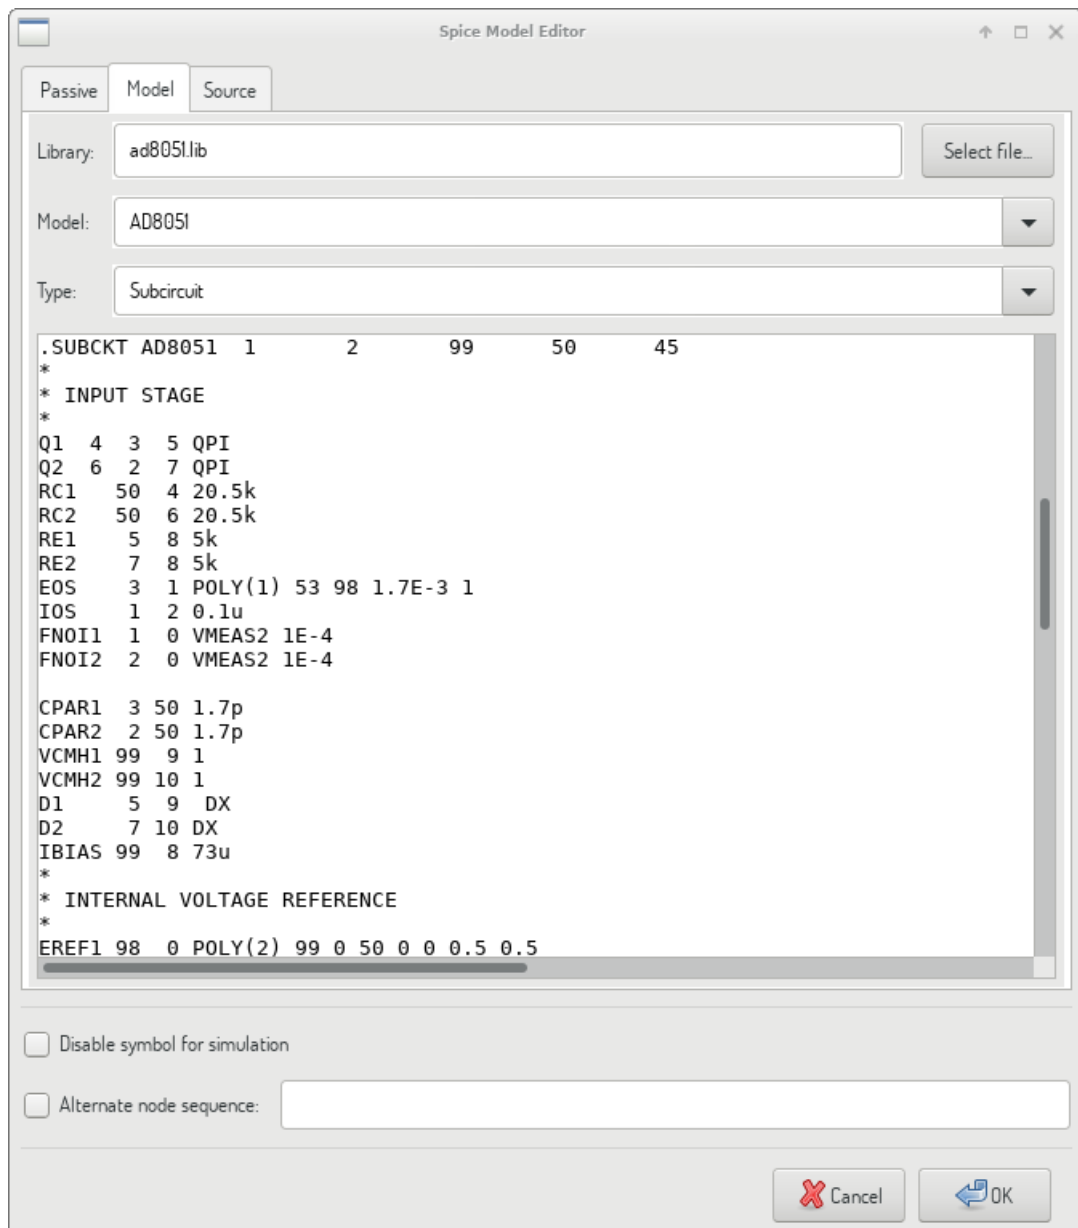 Spice Model Editor
Passive Model Source
Library: ad8051.lib Select file...
Model: AD8051
Type: Subcircuit
.SUBCKT AD8051  1       2       99      50      45
*
* INPUT STAGE
*
Q1  4  3  5 QPI
Q2  6  2  7 QPI
RC1   50  4 20.5k
RC2   50  6 20.5k
RE1    5  8 5k
RE2    7  8 5k
EOS    3  1 POLY(1) 53 98 1.7E-3 1
IOS    1  2 0.1u
FNOI1  1  0 VMEAS2 1E-4
FNOI2  2  0 VMEAS2 1E-4
CPAR1  3 50 1.7p
CPAR2  2 50 1.7p
VCMH1 99  9 1
VCMH2 99 10 1
D1     5  9  DX
D2     7 10 DX
IBIAS 99  8 73u
*
* INTERNAL VOLTAGE REFERENCE
*
EREF1 98  0 POLY(2) 99 0 50 0 0 0.5 0.5
Disable symbol for simulation
Alternate node sequence:
Cancel OK